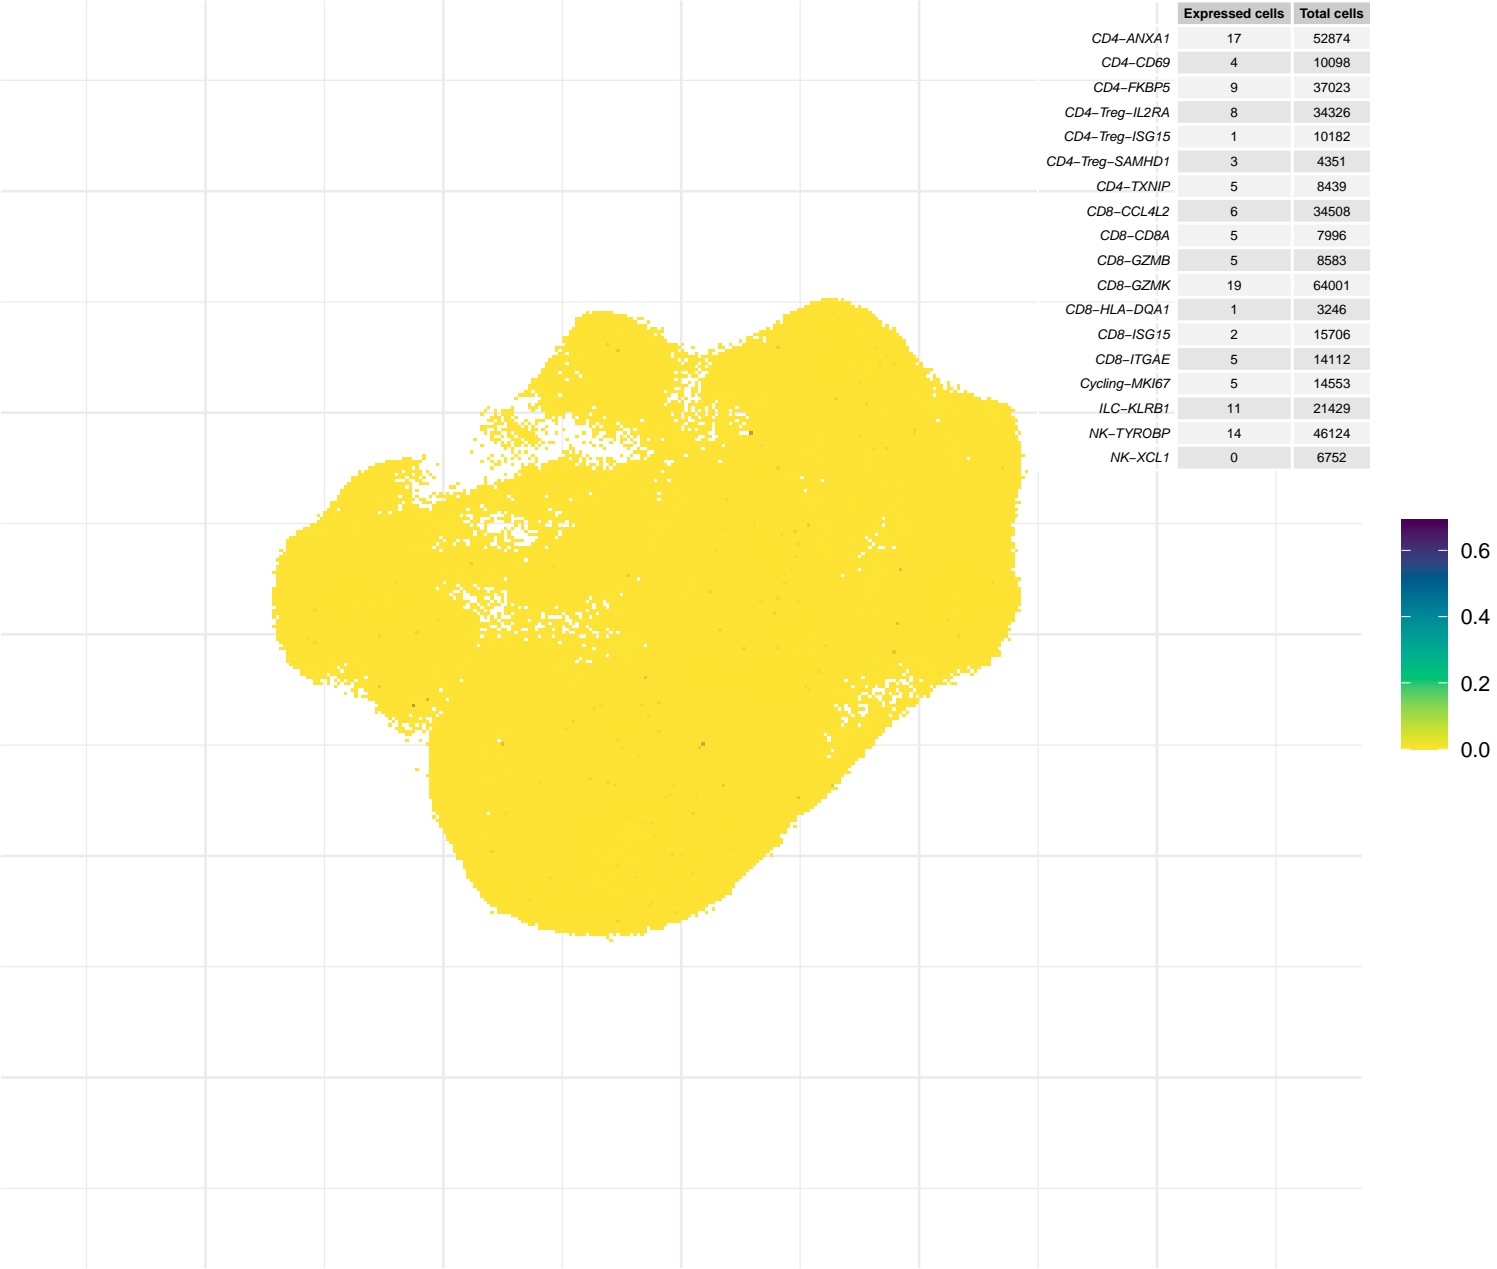 Expressed cells Total cells
CD4−ANXA1 17 52874
CD4−CD69 4 10098
CD4−FKBP5 9 37023
CD4−Treg−IL2RA 8 34326
CD4−Treg−ISG15 1 10182
CD4−Treg−SAMHD1 3 4351
CD4−TXNIP 5 8439
CD8−CCL4L2 6 34508
CD8−CD8A 5 7996
CD8−GZMB 5 8583
CD8−GZMK 19 64001
CD8−HLA−DQA1 1 3246
CD8−ISG15 2 15706
CD8−ITGAE 5 14112
Cycling−MKI67 5 14553
ILC−KLRB1 11 21429
NK−TYROBP 14 46124
NK−XCL1 0 6752
0.6
0.4
0.2
0.0